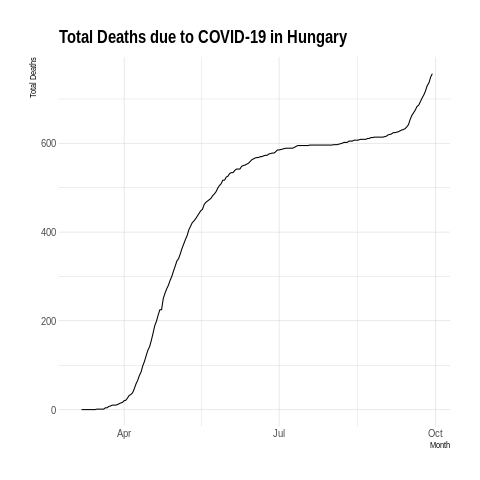 Total Deaths due to COVID-19 in Hungary
Total Deaths
600
400
200
0
Apr
Jul
Oct
Month